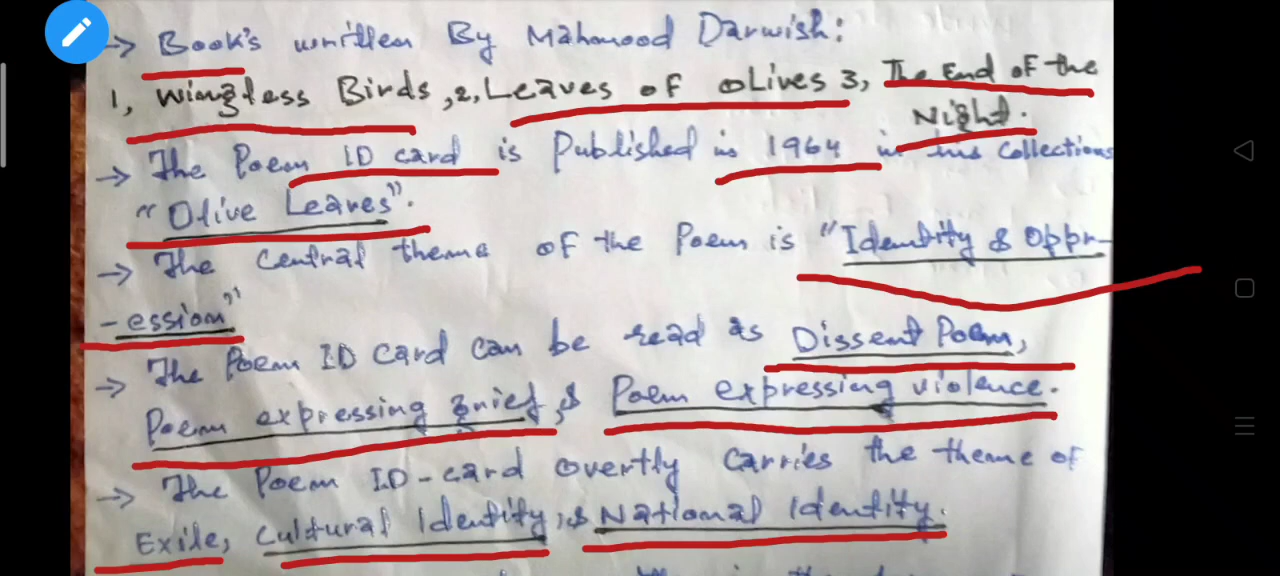 -> Book's written By Mahmood Darwish:
1, Wingless Birds, 2, Leaves of oLives 3, The End of the
Night.
-> The Poem ID card is Published in 1964 in his Collections
"Olive Leaves".
-> The Central theme of the Poem is "Identity & Oppr-
-ession"
-> The Poem ID Card can be read as Dissent Poem,
Poem expressing grief, & Poem expressing violence.
-> The Poem ID-card overtly Carries the theme of
Exile, Cultural Identity, & National Identity.